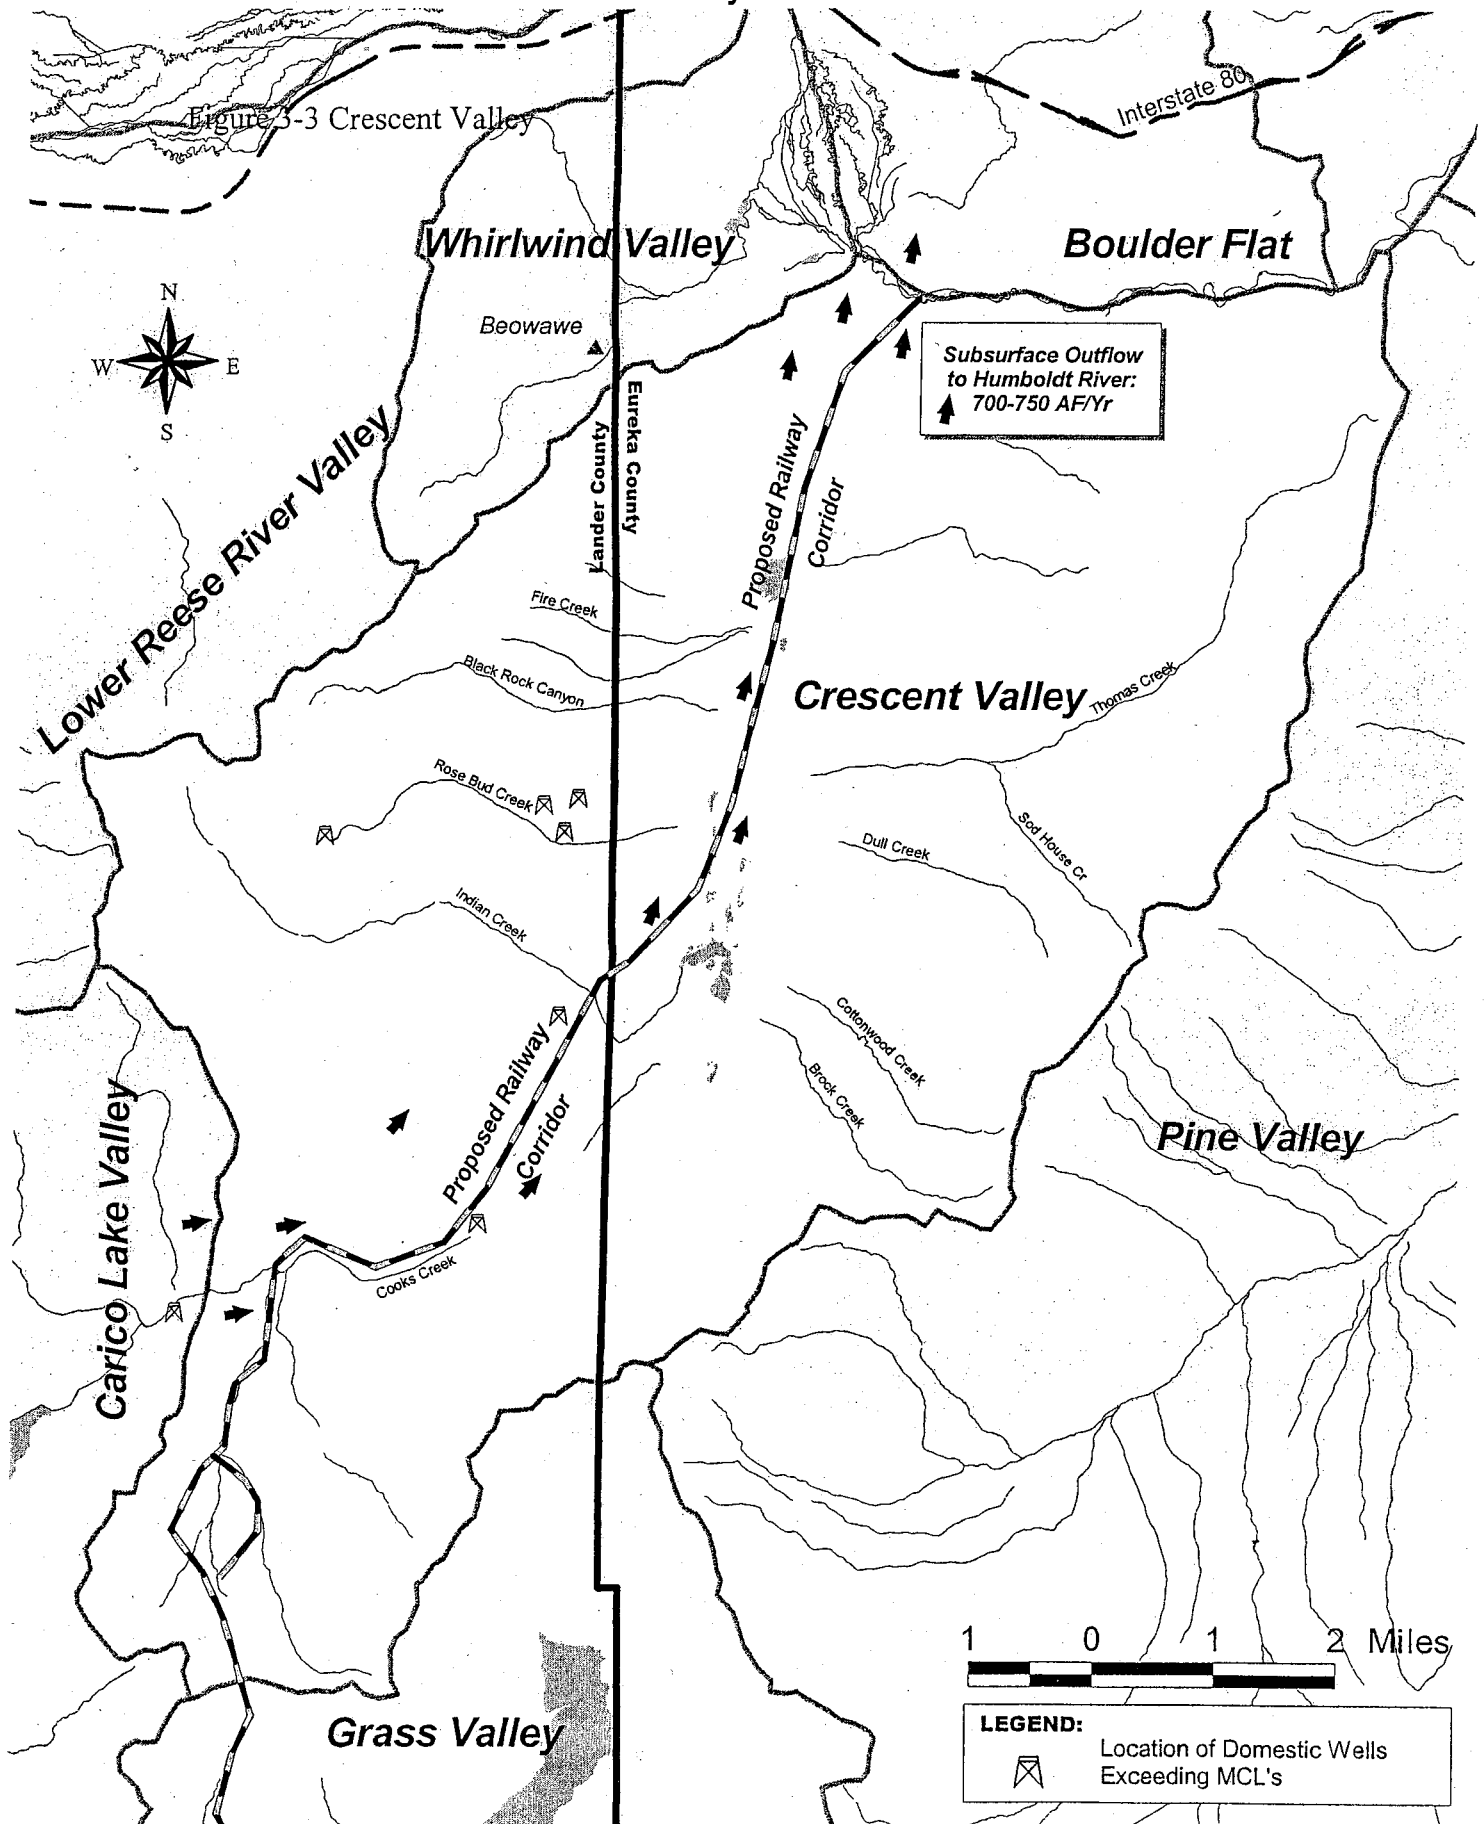 Interstate 80
Figure 3-3 Crescent Valley
Whirlwind Valley
Boulder Flat
N
W
E
S
Beowawe
Subsurface Outflow
to Humboldt River:
700-750 AF/Yr
Eureka County
Lander County
Lower Reese River Valley
Proposed Railway
Corridor
Fire Creek
Black Rock Canyon
Crescent Valley
Thomas Creek
Rose Bud Creek
Sod House Cr
Dull Creek
Indian Creek
Cottonwood Creek
Brock Creek
Proposed Railway
Corridor
Carico Lake Valley
Pine Valley
Cooks Creek
1 0 1 2 Miles
Grass Valley
LEGEND:
Location of Domestic Wells
Exceeding MCL's